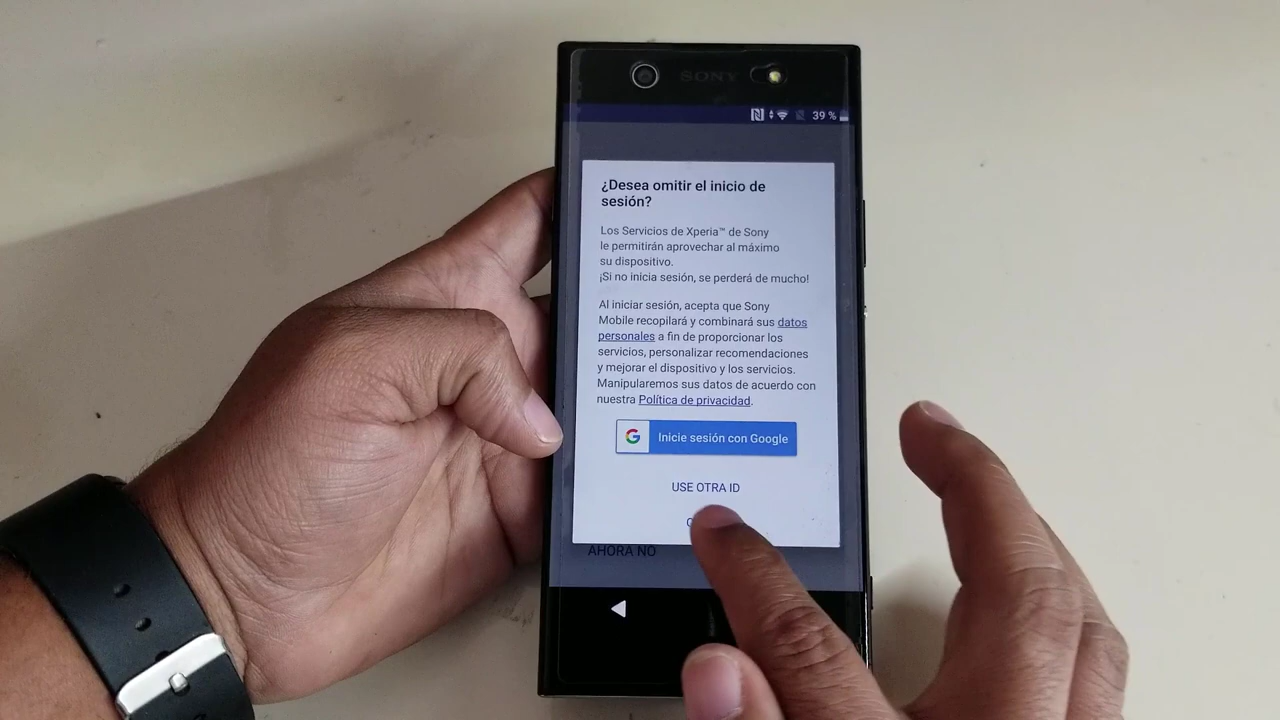 SONY
39 %
¿Desea omitir el inicio de
sesión?
Los Servicios de Xperia™ de Sony
le permitirán aprovechar al máximo
su dispositivo.
¡Si no inicia sesión, se perderá de mucho!
Al iniciar sesión, acepta que Sony
Mobile recopilará y combinará sus datos
personales a fin de proporcionar los
servicios, personalizar recomendaciones
y mejorar el dispositivo y los servicios.
Manipularemos sus datos de acuerdo con
nuestra Política de privacidad.
G Inicie sesión con Google
USE OTRA ID
AHORA NO